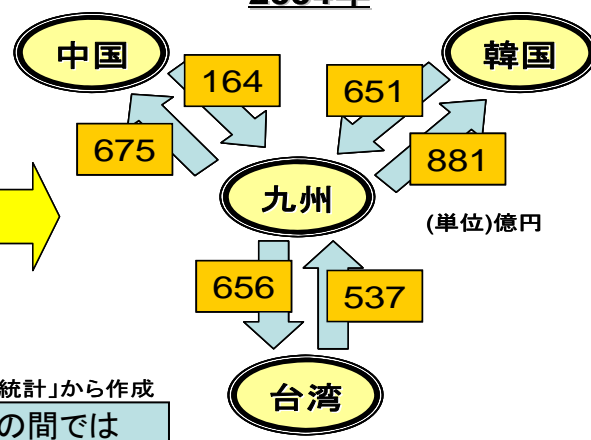 中国
韓国
164
651
675
881
九州
(単位)億円
656
537
統計」から作成
台湾
の間では